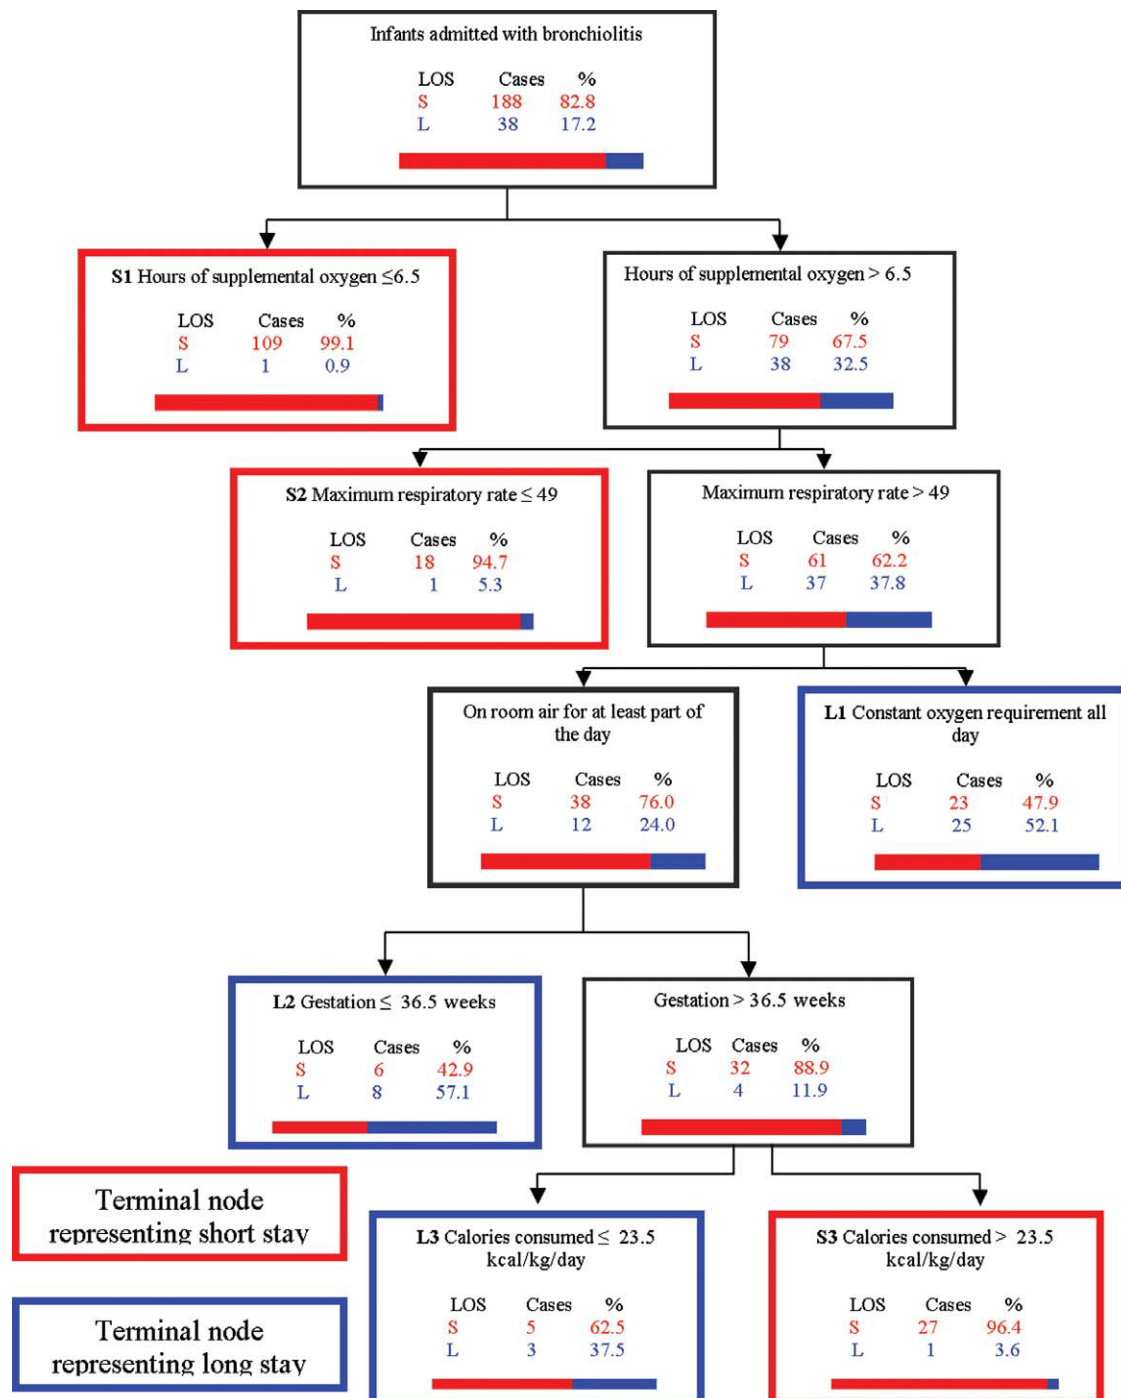 Infants admitted with bronchiolitis
LOS Cases %
S 188 82.8
L 38 17.2
S1 Hours of supplemental oxygen ≤6.5
LOS Cases %
S 109 99.1
L 1 0.9
Hours of supplemental oxygen > 6.5
LOS Cases %
S 79 67.5
L 38 32.5
S2 Maximum respiratory rate ≤ 49
LOS Cases %
S 18 94.7
L 1 5.3
Maximum respiratory rate > 49
LOS Cases %
S 61 62.2
L 37 37.8
On room air for at least part of
the day
LOS Cases %
S 38 76.0
L 12 24.0
L1 Constant oxygen requirement all
day
LOS Cases %
S 23 47.9
L 25 52.1
L2 Gestation ≤ 36.5 weeks
LOS Cases %
S 6 42.9
L 8 57.1
Gestation > 36.5 weeks
LOS Cases %
S 32 88.9
L 4 11.9
Terminal node
representing short stay
Terminal node
representing long stay
L3 Calories consumed ≤ 23.5
kcal/kg/day
LOS Cases %
S 5 62.5
L 3 37.5
S3 Calories consumed > 23.5
kcal/kg/day
LOS Cases %
S 27 96.4
L 1 3.6